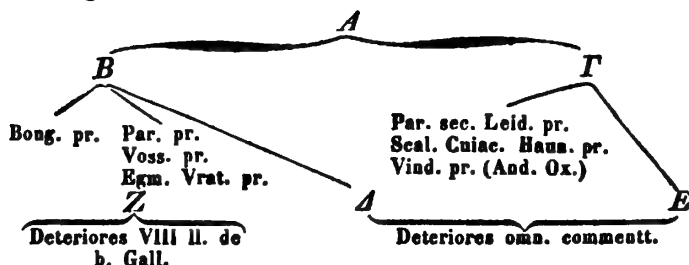 A
B Γ
Bong. pr. Par. pr. Par. sec. Leid. pr.
Voss. pr. Scal. Cuiac. Haun. pr.
Egm. Vrat. pr. Vind. pr. (And. Ox.)
Z Δ E
Deteriores VIII ll. de Deteriores omn. commentt.
b. Gall.